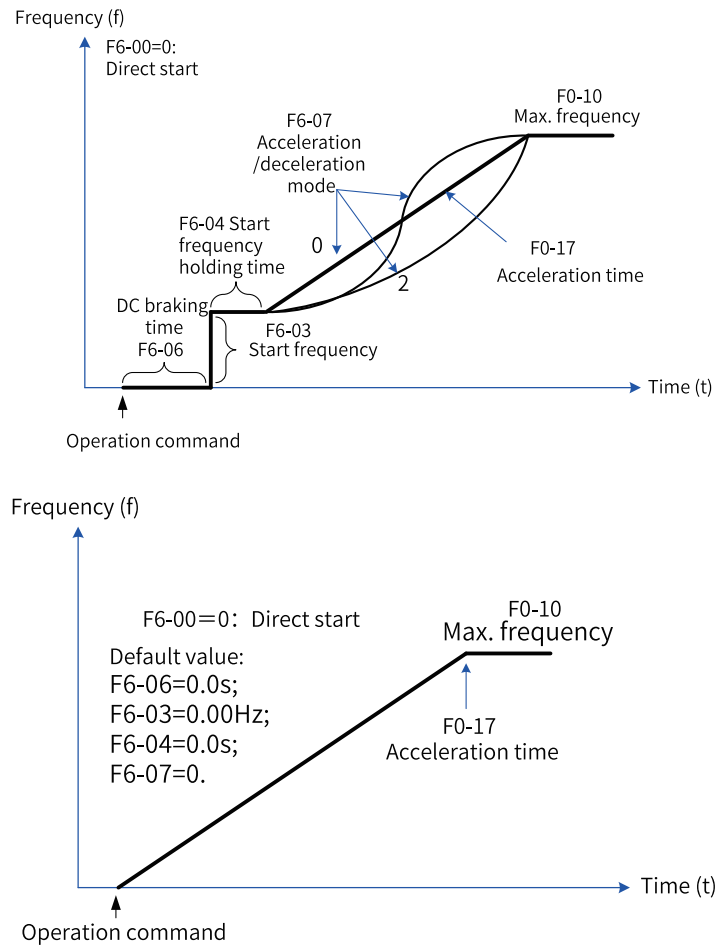 Frequency (f)
F6-00=0:
Direct start
F0-10
Max. frequency
F6-07
Acceleration
/deceleration
mode
F6-04 Start
frequency
holding time
0
2
F0-17
Acceleration time
DC braking
time
F6-06
F6-03
Start frequency
Time (t)
Operation command
Frequency (f)
F6-00＝0：Direct start
F0-10
Max. frequency
Default value:
F6-06=0.0s;
F6-03=0.00Hz;
F6-04=0.0s;
F6-07=0.
F0-17
Acceleration time
Time (t)
Operation command